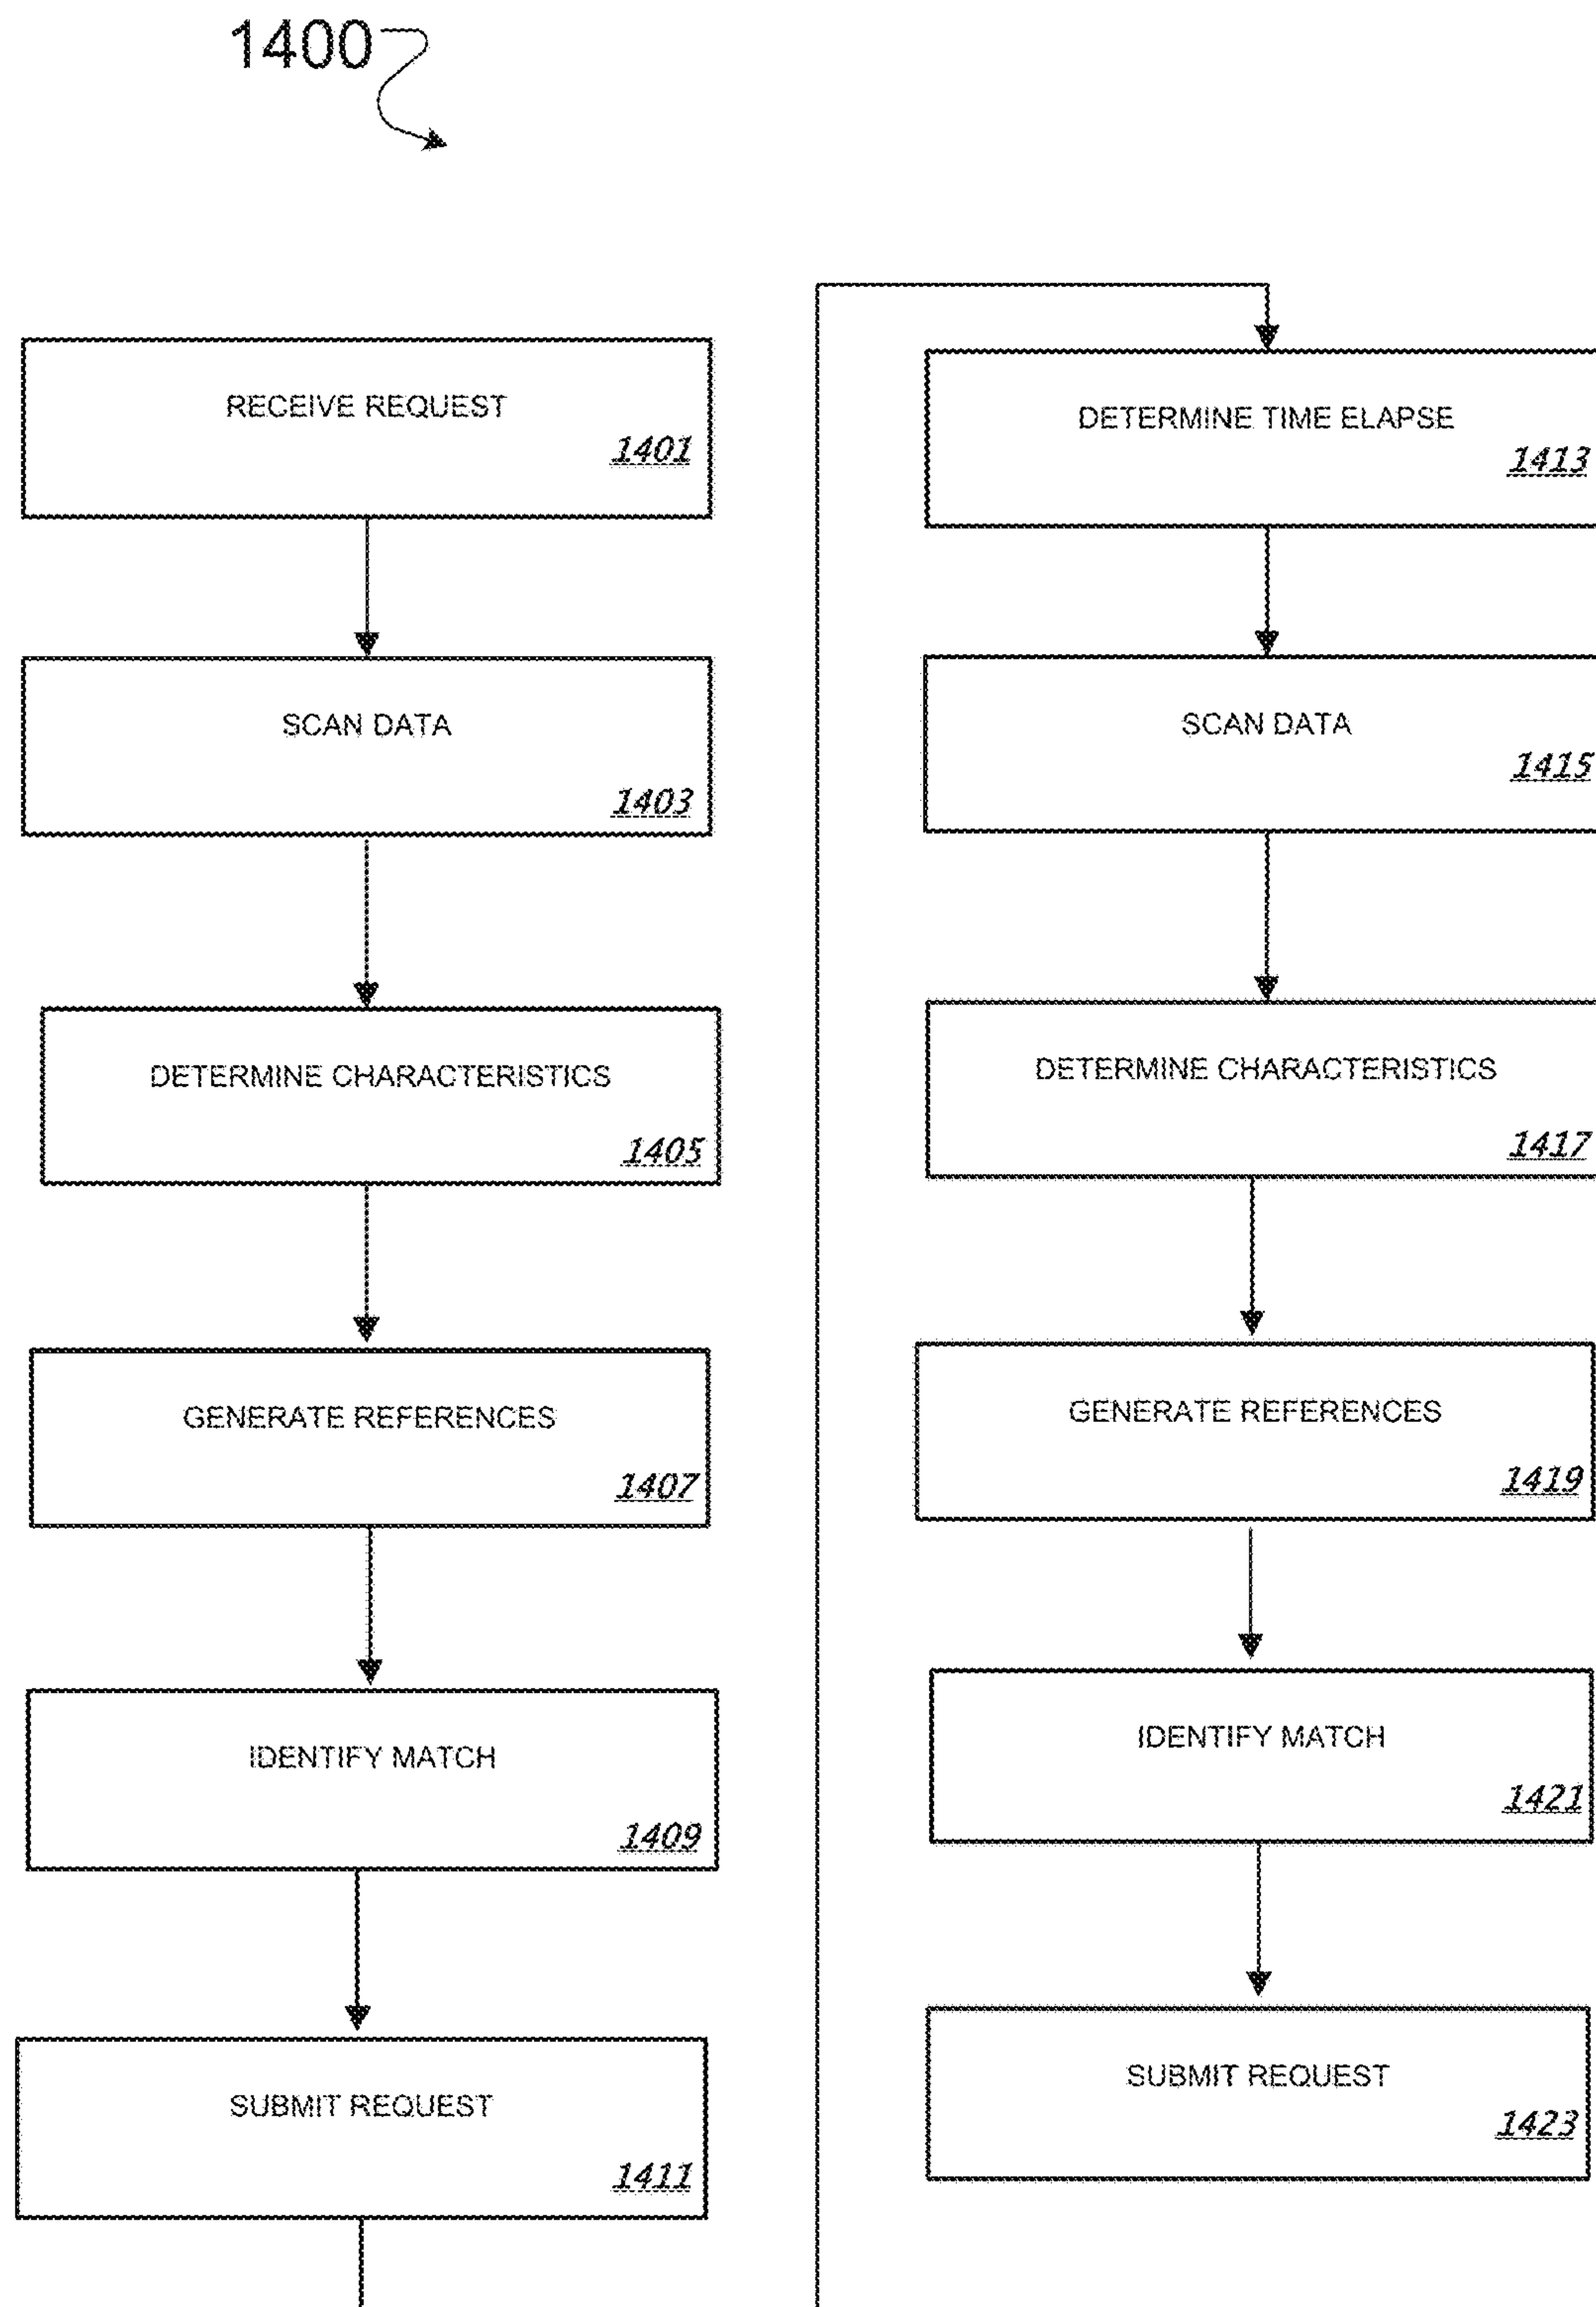 1400
RECEIVE REQUEST
1401
SCAN DATA
1403
DETERMINE CHARACTERISTICS
1405
GENERATE REFERENCES
1407
IDENTIFY MATCH
1409
SUBMIT REQUEST
1411
DETERMINE TIME ELAPSE
1413
SCAN DATA
1415
DETERMINE CHARACTERISTICS
1417
GENERATE REFERENCES
1419
IDENTIFY MATCH
1421
SUBMIT REQUEST
1423